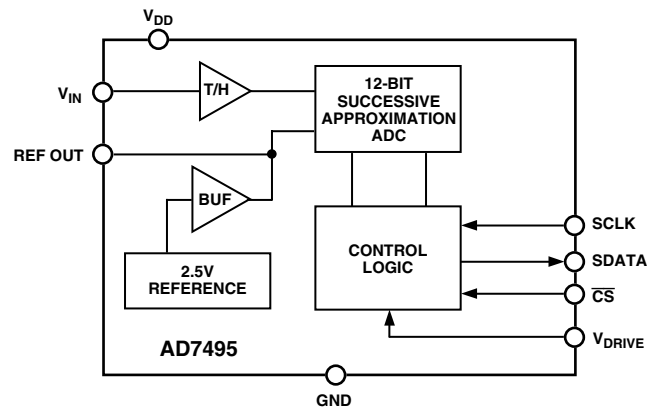 VDD
VIN
T/H
12-BIT
SUCCESSIVE
APPROXIMATION
ADC
REF OUT
BUF
2.5V
REFERENCE
CONTROL
LOGIC
SCLK
SDATA
C̅S̅
VDRIVE
AD7495
GND